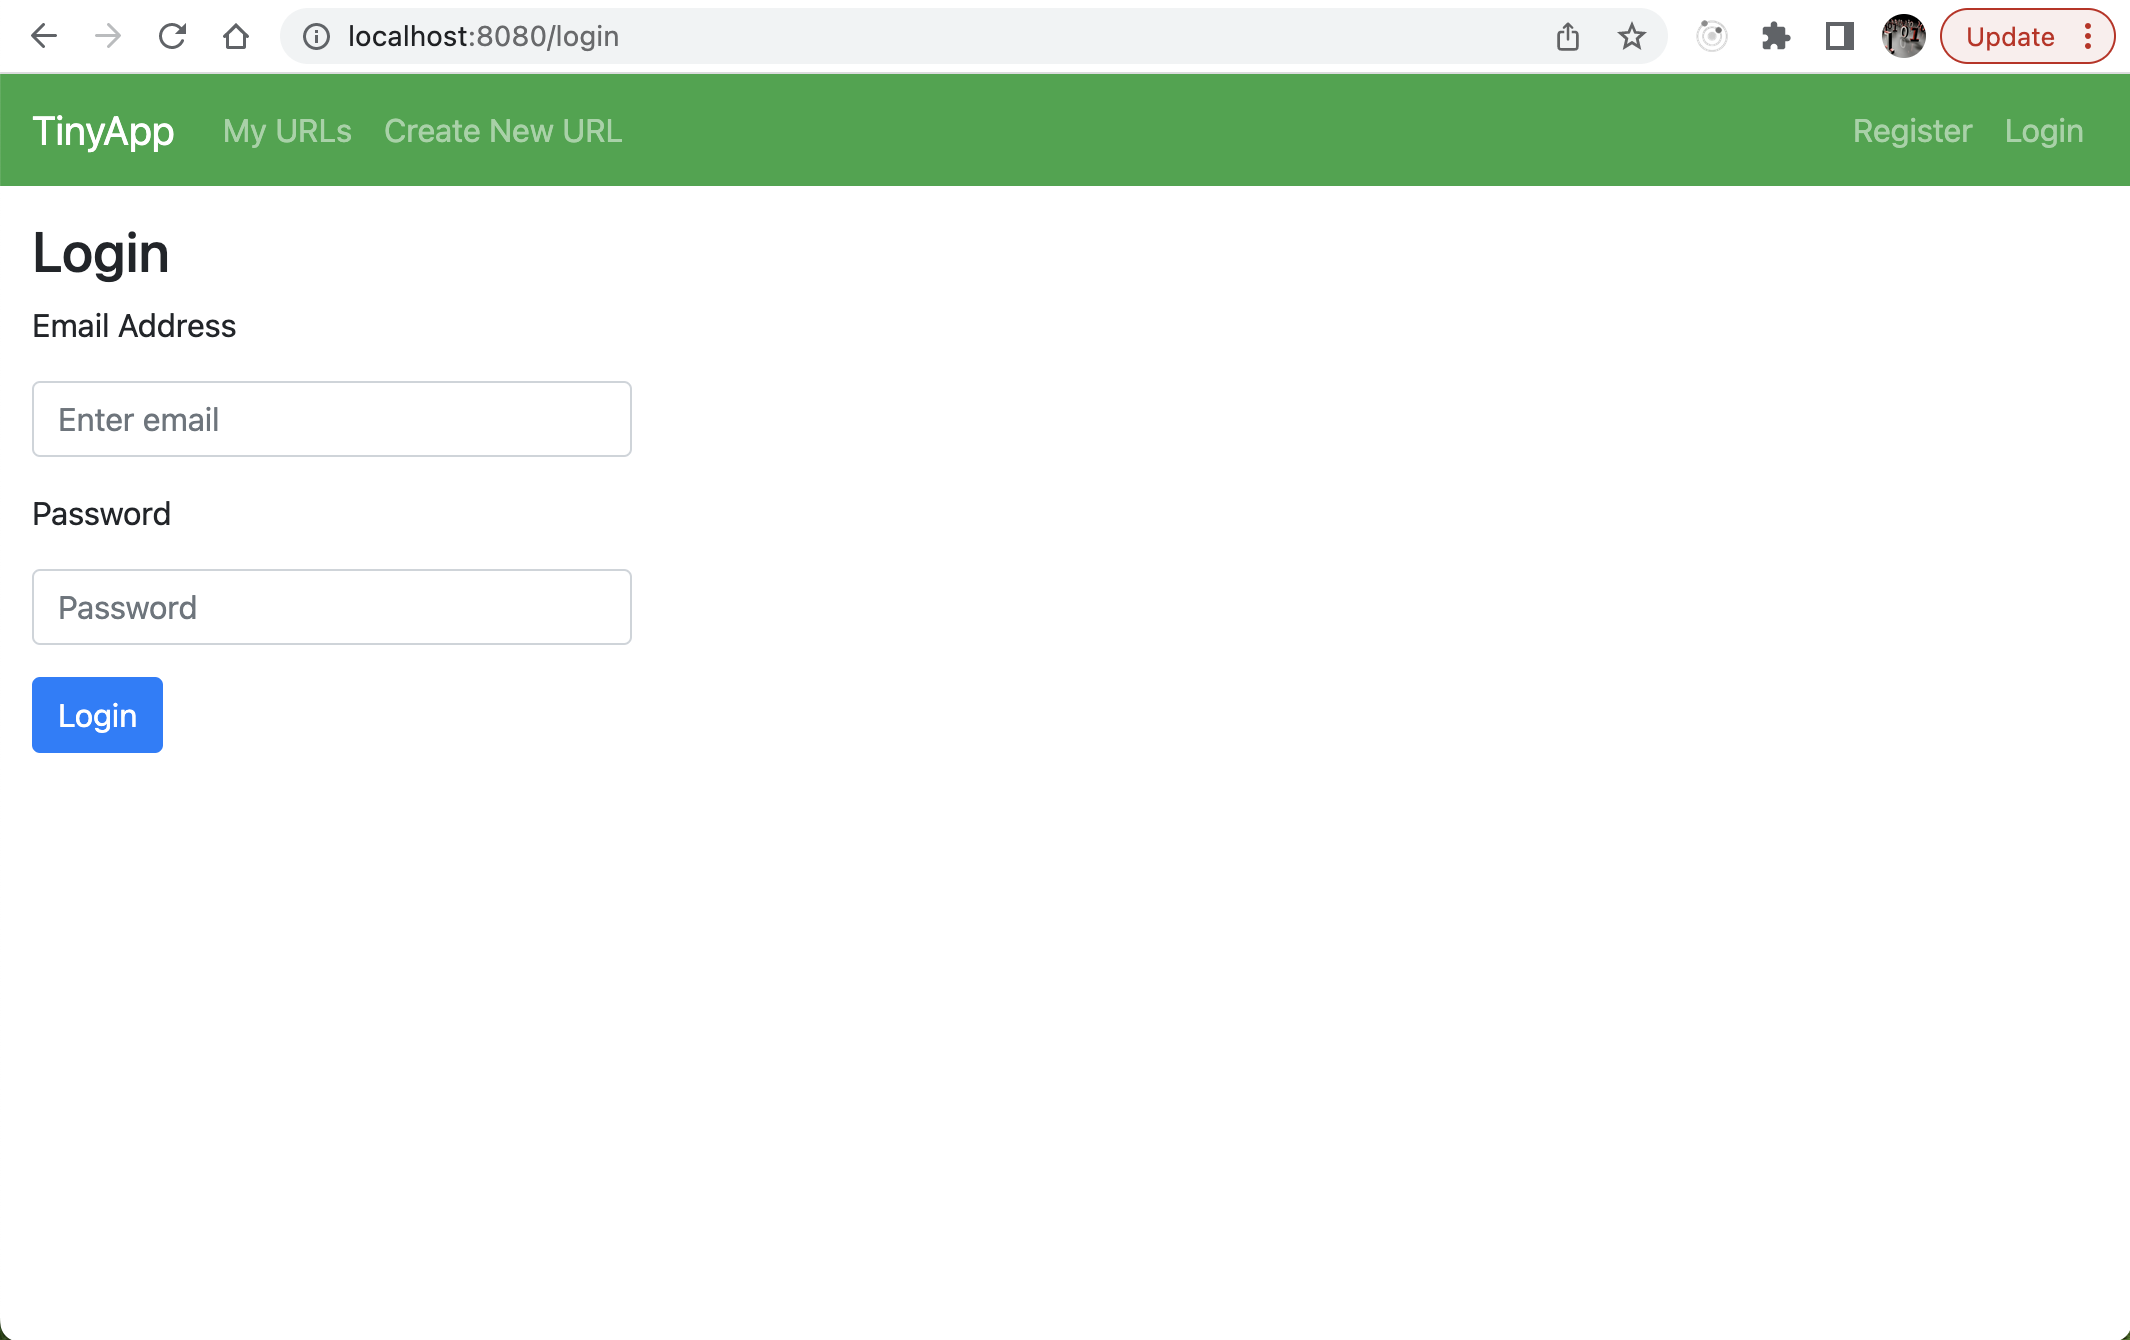 localhost:8080/login
Update
TinyApp My URLs Create New URL Register Login
Login
Email Address
Enter email
Password
Password
Login